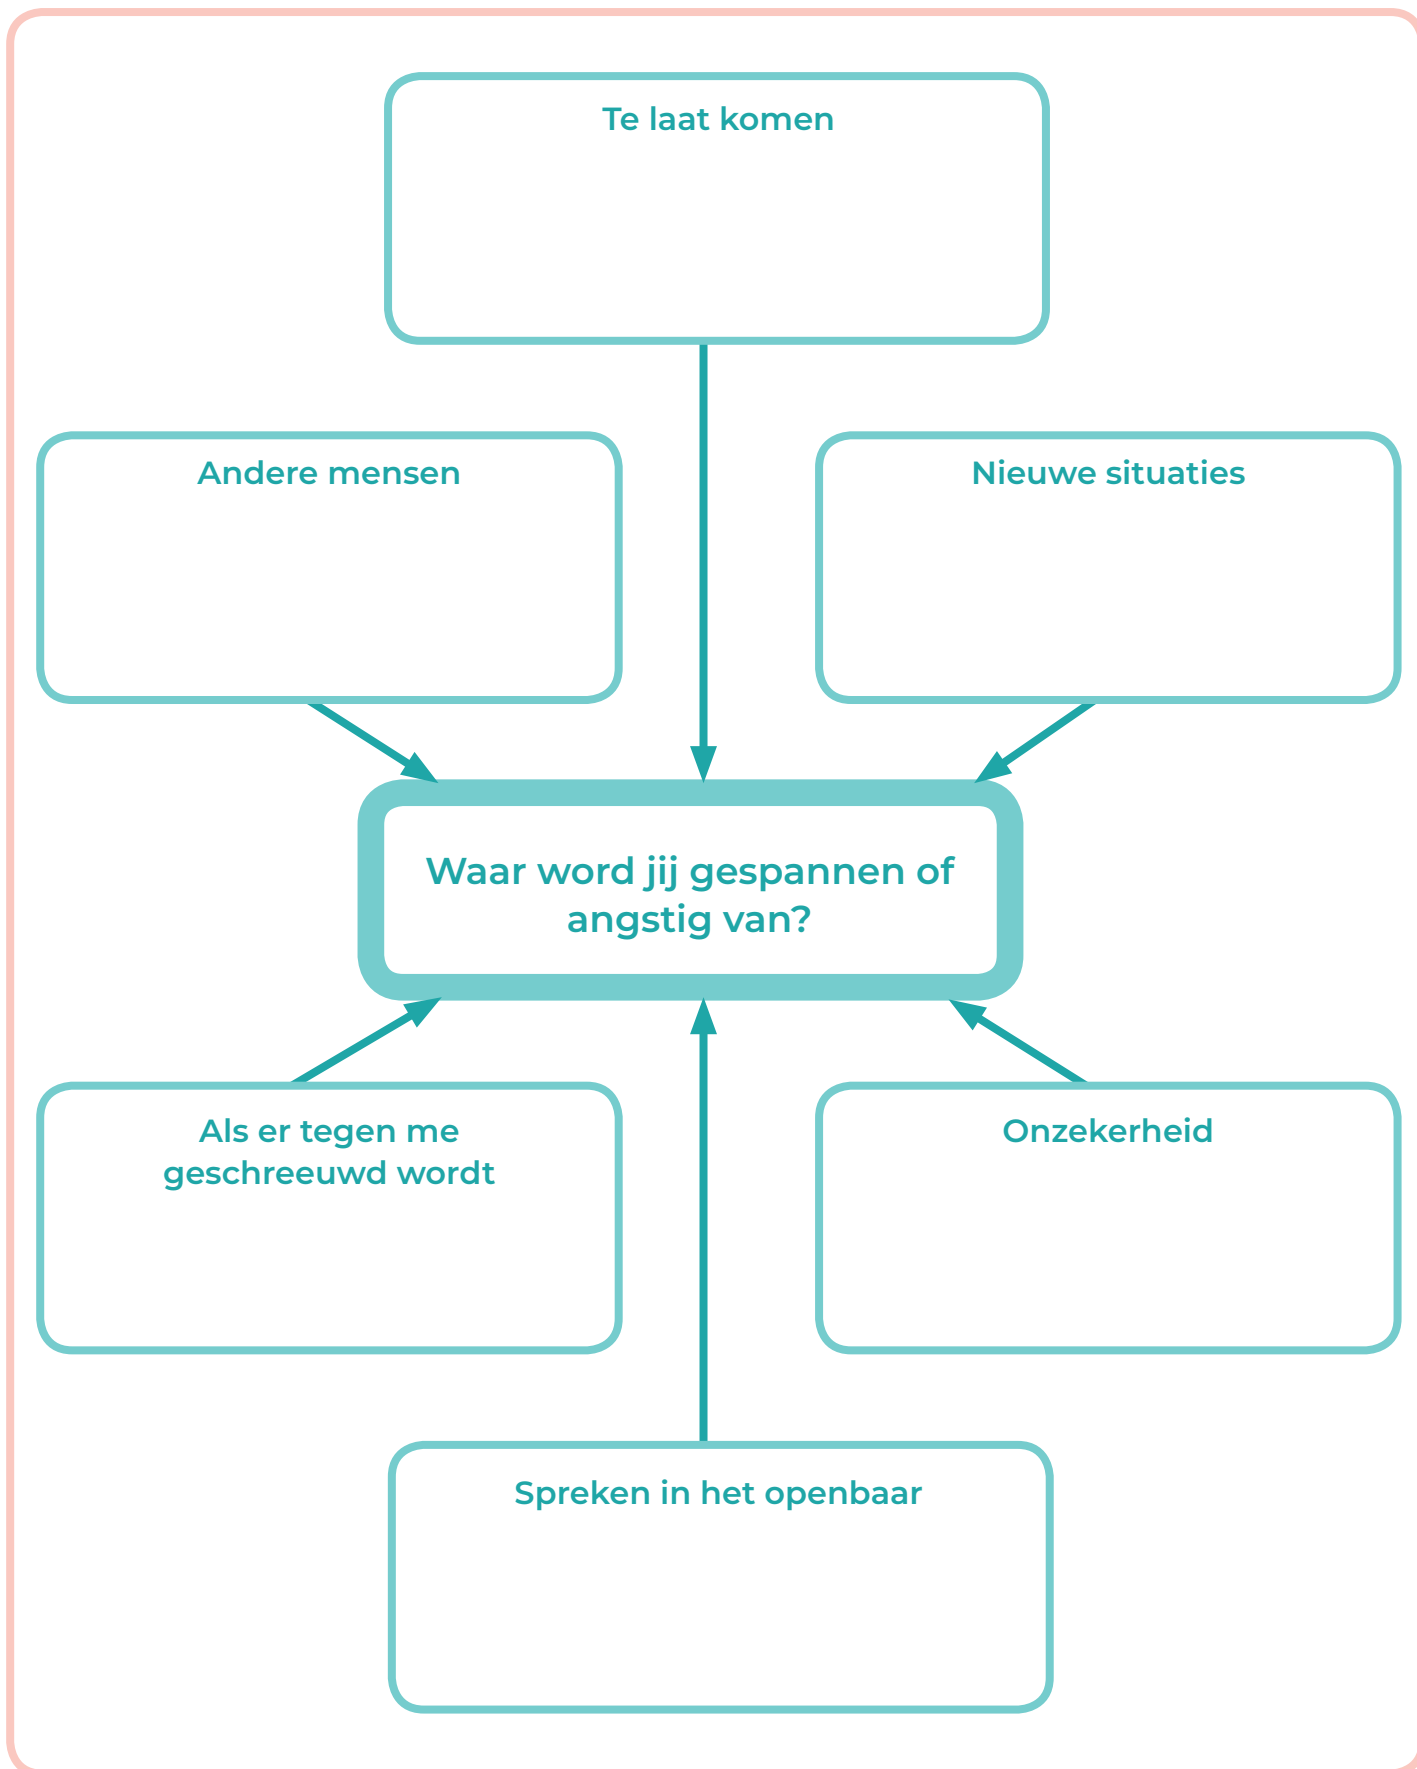 Te laat komen
Andere mensen
Nieuwe situaties
Waar word jij gespannen of
angstig van?
Als er tegen me
geschreeuwd wordt
Onzekerheid
Spreken in het openbaar